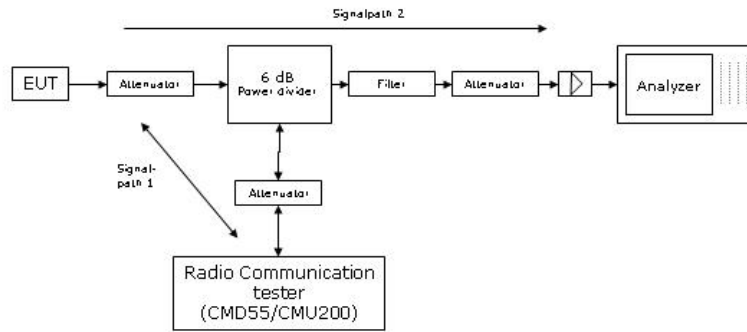 Signalpath 2
EUT
Attenuator
6 dB
Power divider
Filter
Attenuator
Analyzer
Signal-
path 1
Attenuator
Radio Communication
tester
(CMD55/CMU200)